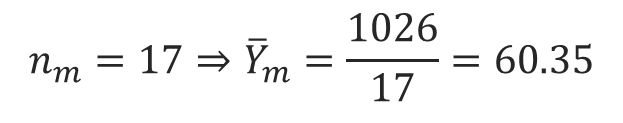 n_m = 17 ⇒ Ȳ_m = 1026/17 = 60.35